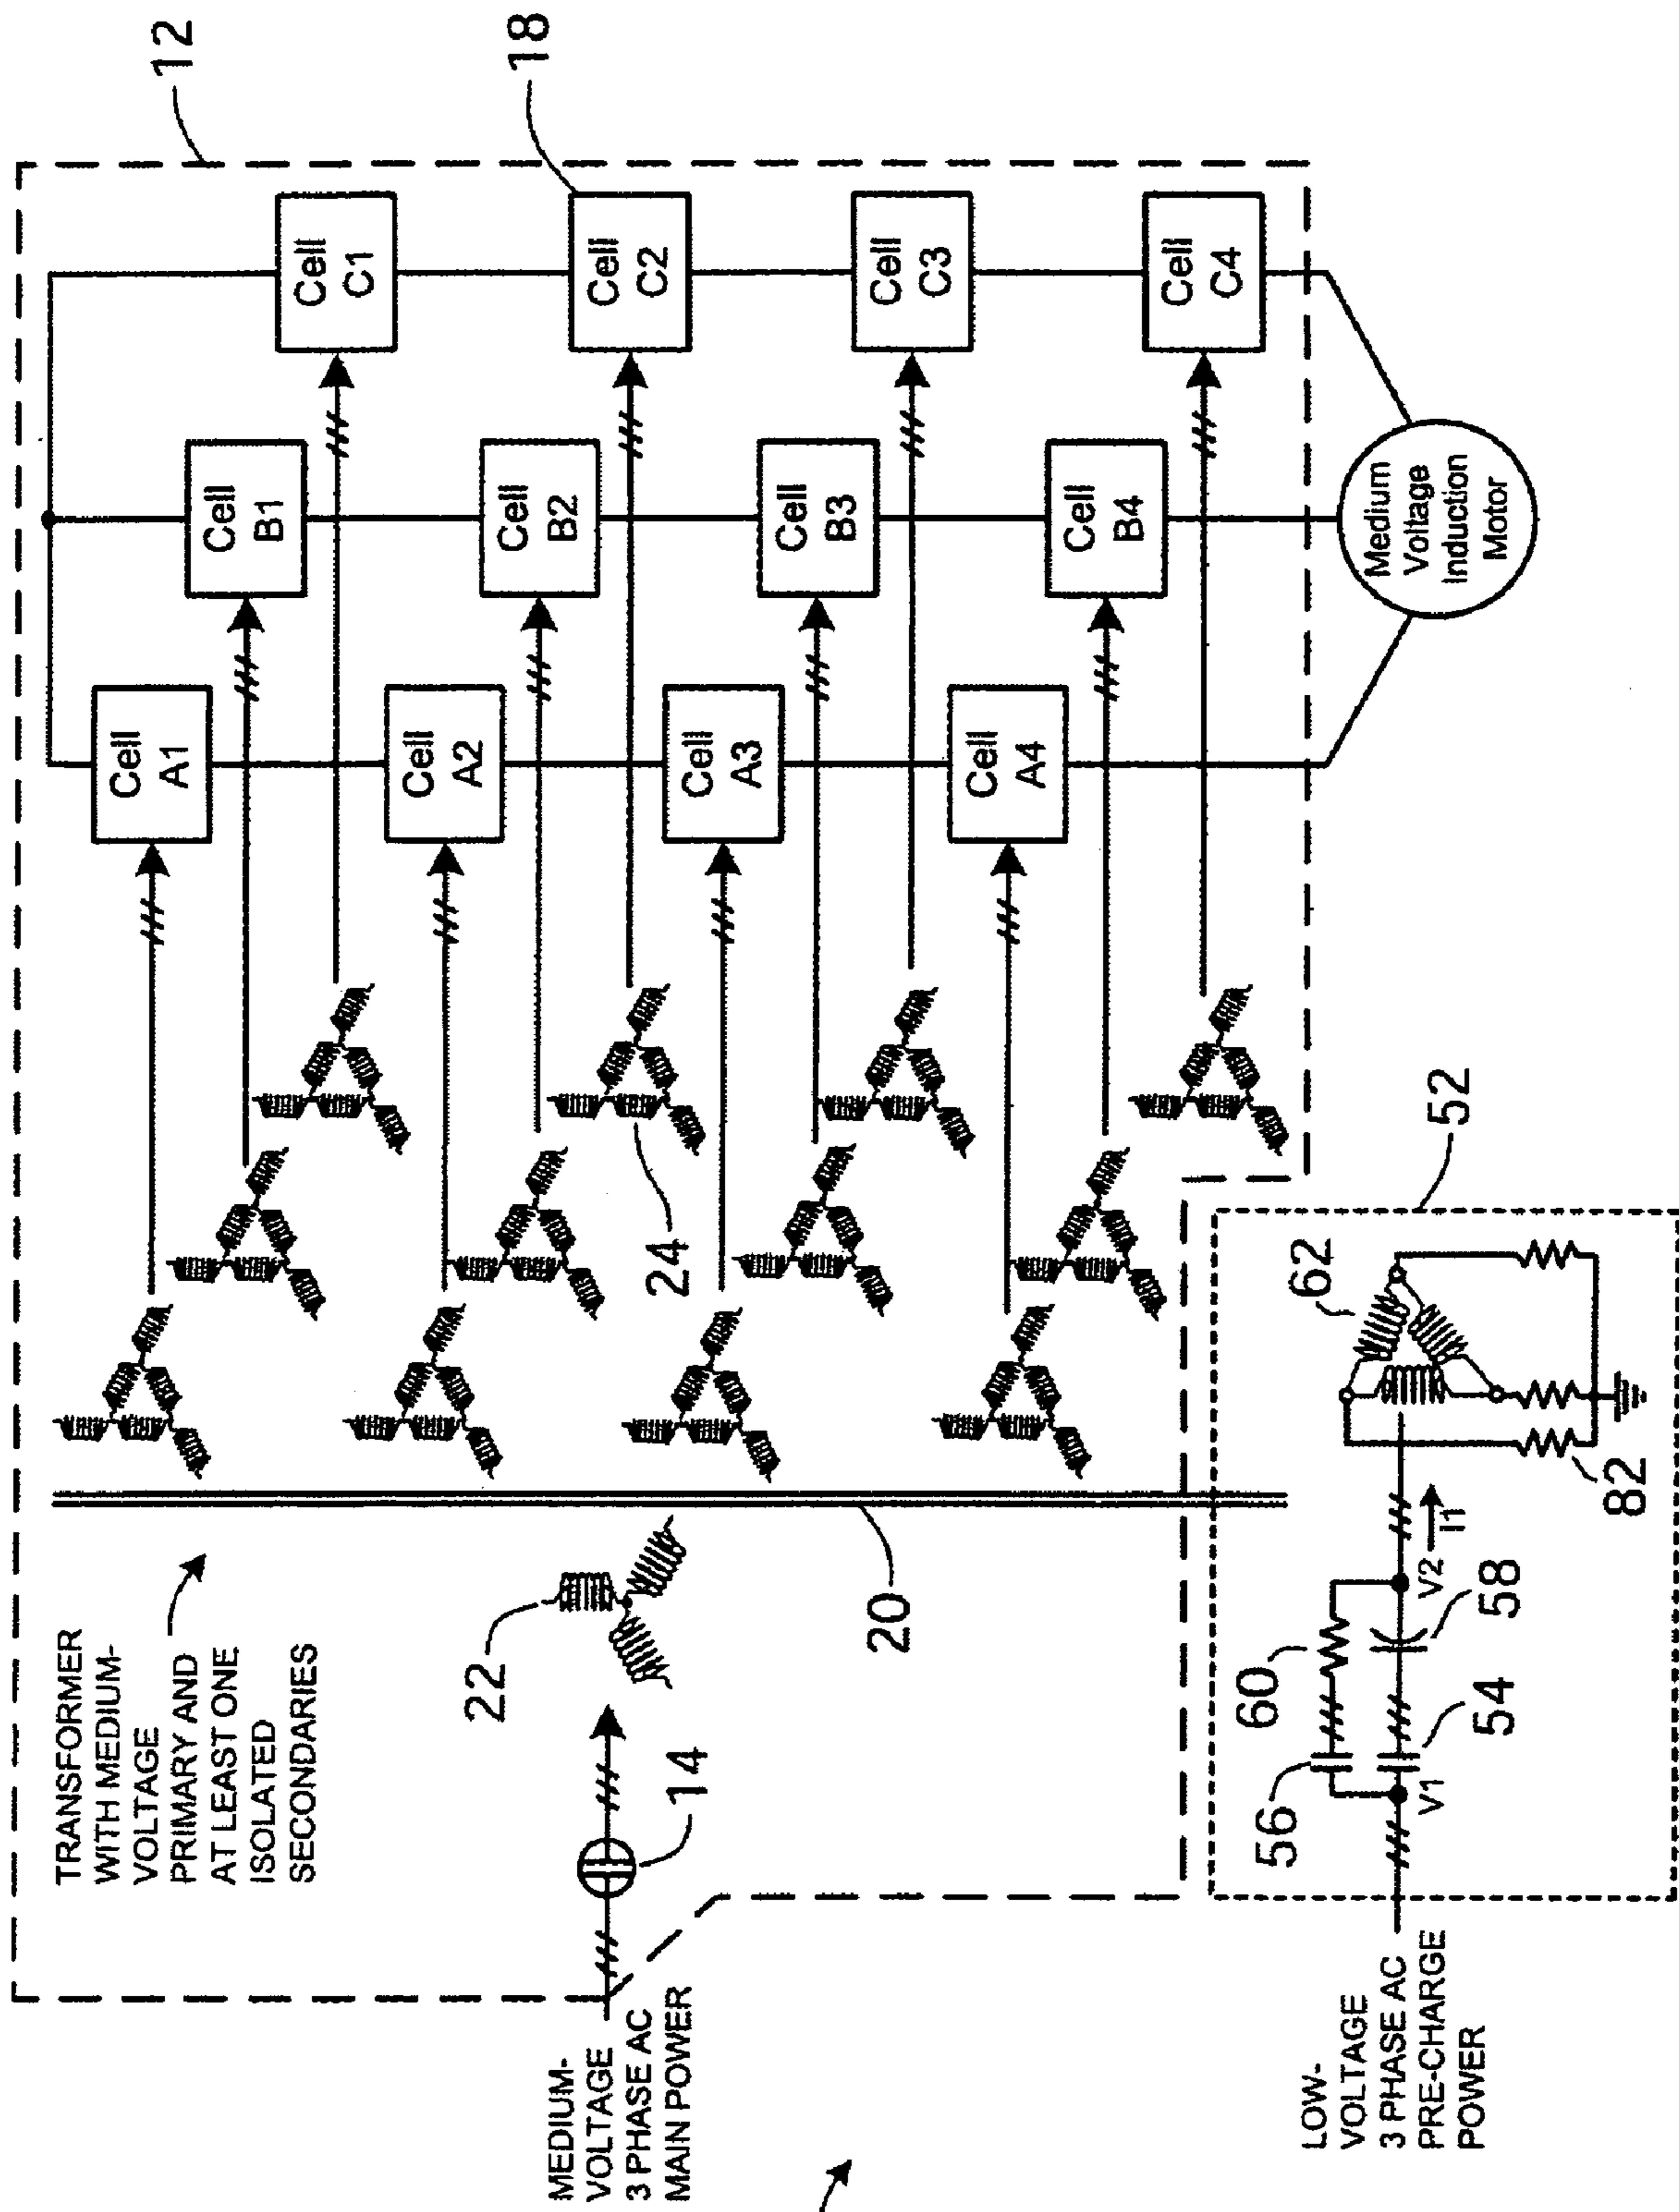 12
18
TRANSFORMER
WITH MEDIUM-
VOLTAGE
PRIMARY AND
AT LEAST ONE
ISOLATED
SECONDARIES
Cell
A1
Cell
B1
Cell
C1
Cell
A2
Cell
B2
Cell
C2
Cell
A3
Cell
B3
Cell
C3
Cell
A4
Cell
B4
Cell
C4
22
24
20
14
MEDIUM-
VOLTAGE
3 PHASE AC
MAIN POWER
Medium
Voltage
Induction
Motor
52
62
60
56
54
58
82
V1
V2
I1
LOW-
VOLTAGE
3 PHASE AC
PRE-CHARGE
POWER